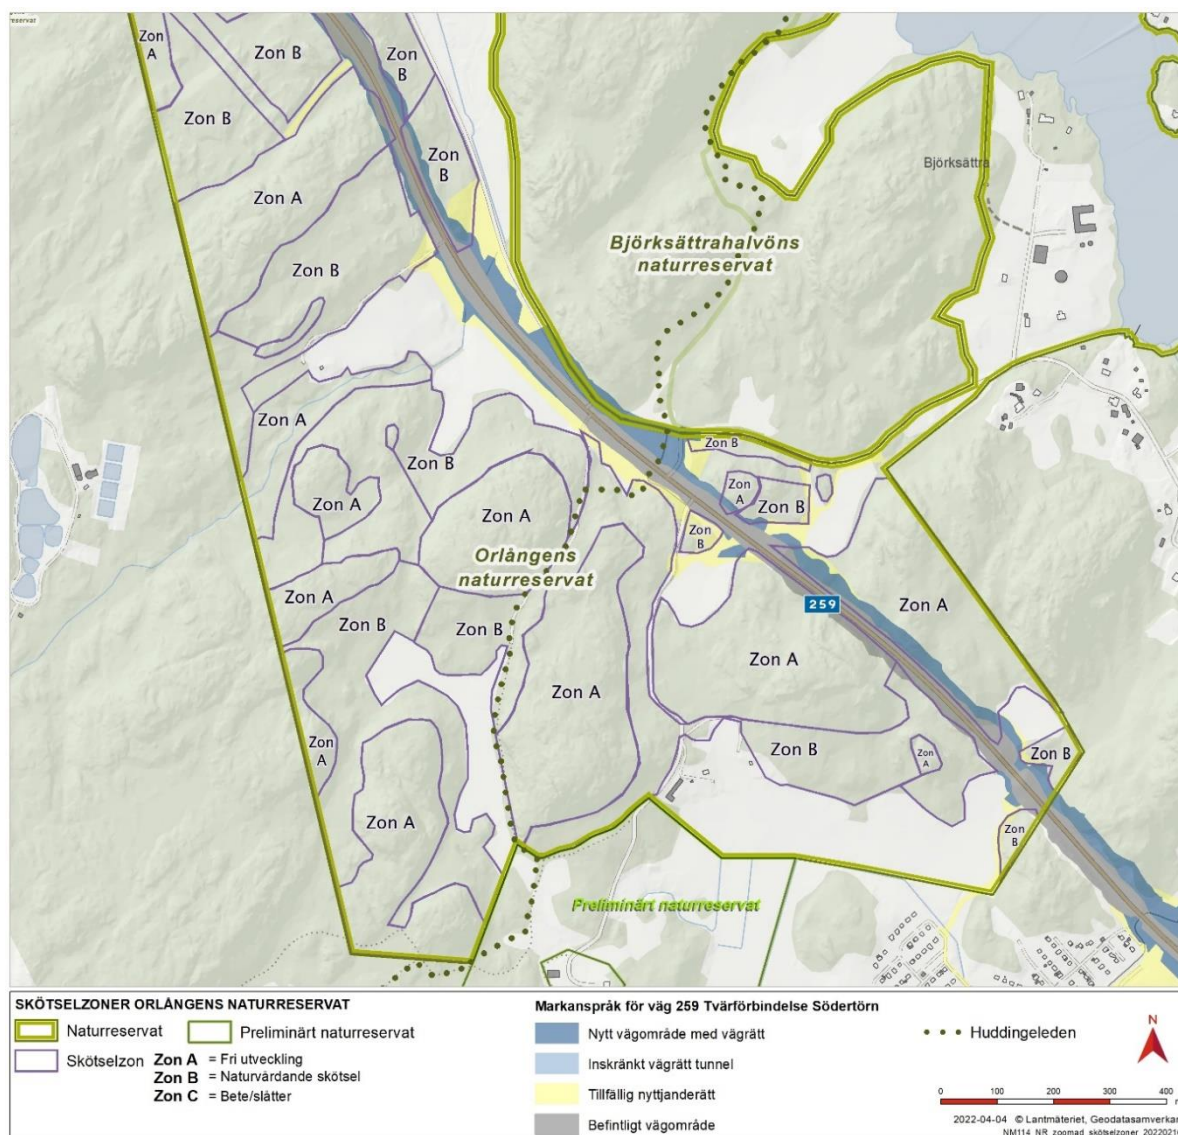 reservat
Zon
A
Zon B
Zon
B
Zon B
Zon
B
Zon A
Zon B
Björksättra
Björksättrahalvöns
naturreservat
Zon A
Zon B
Zon B
Zon A
Zon A
Zon
A
Zon B
Zon
B
Orlångens
naturreservat
Zon A
Zon B
Zon B
259
Zon A
Zon A
Zon A
Zon
A
Zon B
Zon
A
Zon B
Zon A
Zon
B
Preliminärt naturreservat
SKÖTSELZONER ORLÅNGENS NATURRESERVAT
Naturreservat
Preliminärt naturreservat
Skötselzon
Zon A = Fri utveckling
Zon B = Naturvårdande skötsel
Zon C = Bete/slåtter
Markanspråk för väg 259 Tvärförbindelse Södertörn
Nytt vägområde med vägrätt
Inskränkt vägrätt tunnel
Tillfällig nyttjanderätt
Befintligt vägområde
Huddingeleden
N
0 100 200 300 400
2022-04-04 © Lantmäteriet, Geodatasamverkan